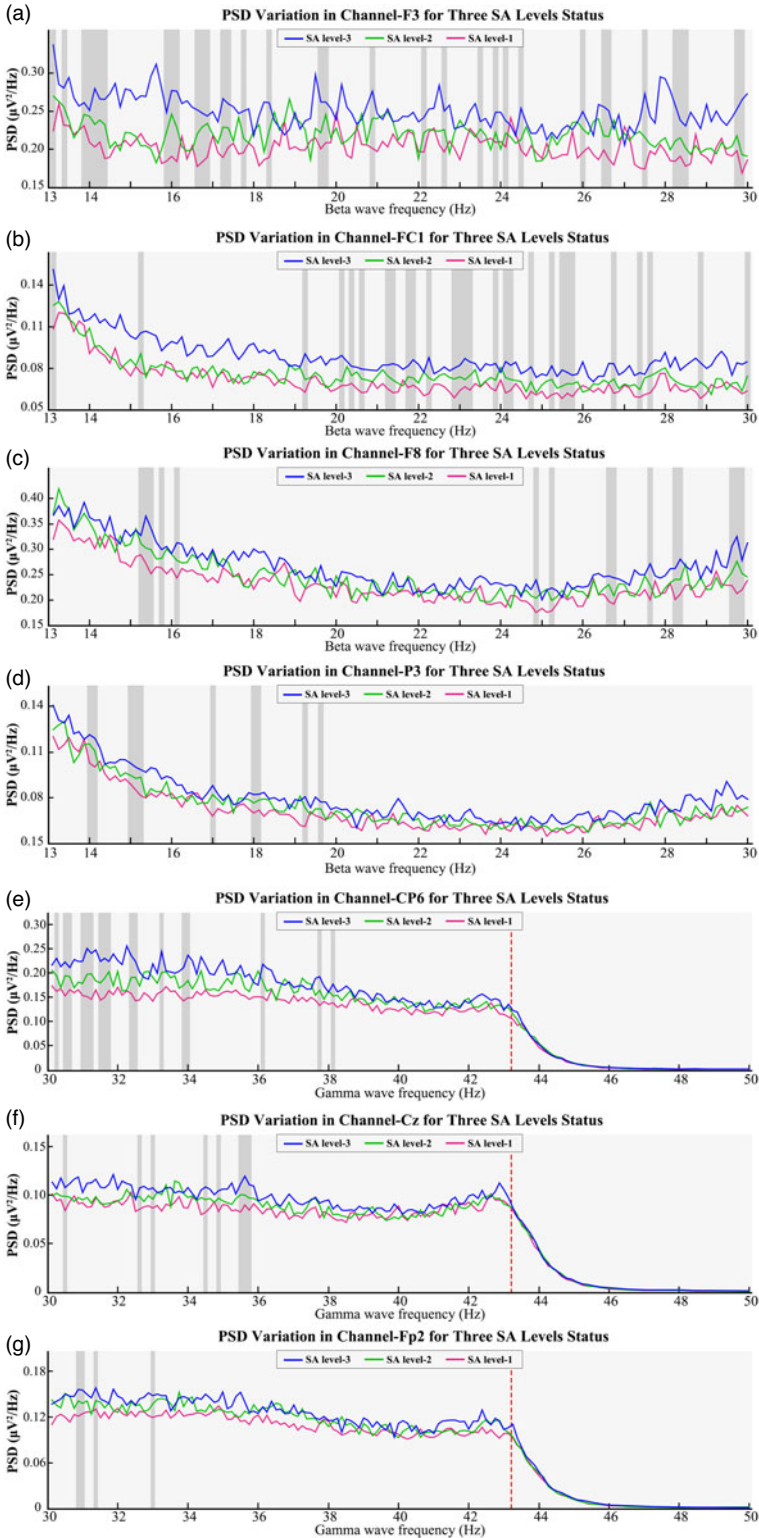 (a)
PSD Variation in Channel-F3 for Three SA Levels Status
SA level-3 SA level-2 SA level-1
PSD (μV²/Hz)
0.30
0.25
0.20
0.15
13 14 16 18 20 22 24 26 28 30
Beta wave frequency (Hz)
(b)
PSD Variation in Channel-FC1 for Three SA Levels Status
SA level-3 SA level-2 SA level-1
PSD (μV²/Hz)
0.14
0.11
0.08
0.05
13 14 16 18 20 22 24 26 28 30
Beta wave frequency (Hz)
(c)
PSD Variation in Channel-F8 for Three SA Levels Status
SA level-3 SA level-2 SA level-1
PSD (μV²/Hz)
0.40
0.35
0.30
0.25
0.20
0.15
13 14 16 18 20 22 24 26 28 30
Beta wave frequency (Hz)
(d)
PSD Variation in Channel-P3 for Three SA Levels Status
SA level-3 SA level-2 SA level-1
PSD (μV²/Hz)
0.14
0.11
0.08
0.15
13 14 16 18 20 22 24 26 28 30
Beta wave frequency (Hz)
(e)
PSD Variation in Channel-CP6 for Three SA Levels Status
SA level-3 SA level-2 SA level-1
PSD (μV²/Hz)
0.30
0.25
0.20
0.15
0.10
0
30 32 34 36 38 40 42 44 46 48 50
Gamma wave frequency (Hz)
(f)
PSD Variation in Channel-Cz for Three SA Levels Status
SA level-3 SA level-2 SA level-1
PSD (μV²/Hz)
0.15
0.10
0.05
0
30 32 34 36 38 40 42 44 46 48 50
Gamma wave frequency (Hz)
(g)
PSD Variation in Channel-Fp2 for Three SA Levels Status
SA level-3 SA level-2 SA level-1
PSD (μV²/Hz)
0.18
0.12
0.06
0
30 32 34 36 38 40 42 44 46 48 50
Gamma wave frequency (Hz)